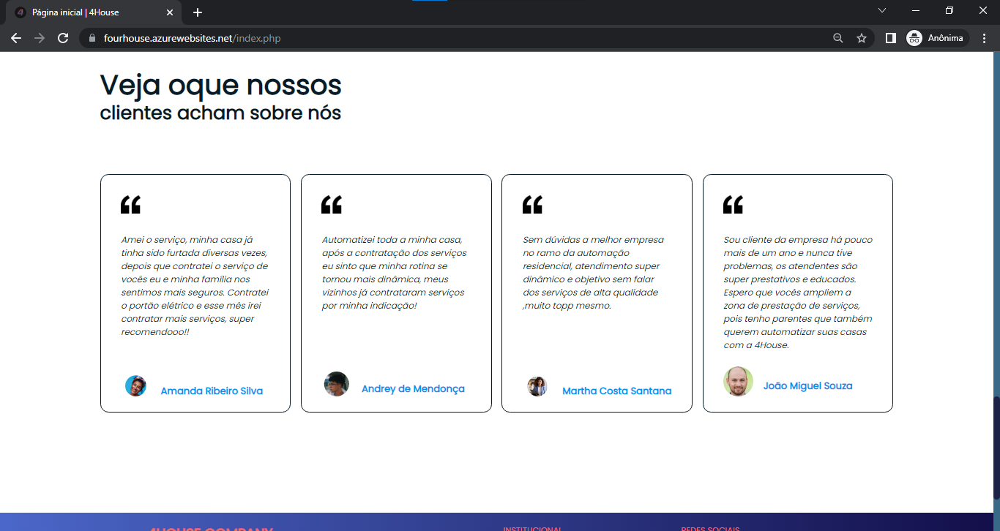 Página inicial | 4House
fourhouse.azurewebsites.net/index.php
Anônima
Veja oque nossos
clientes acham sobre nós
Amei o serviço, minha casa já
tinha sido furtada diversas vezes,
depois que contratei o serviço de
vocês eu e minha família nos
sentimos mais seguros. Contratei
o portão elétrico e esse mês irei
contratar mais serviços, super
recomendooo!!
Amanda Ribeiro Silva
Automatizei toda a minha casa,
após a contratação dos serviços
eu sinto que minha rotina se
tornou mais dinâmica, meus
vizinhos já contrataram serviços
por minha indicação!
Andrey de Mendonça
Sem dúvidas a melhor empresa
no ramo da automação
residencial, atendimento super
dinâmico e objetivo sem falar
dos serviços de alta qualidade
,muito topp mesmo.
Martha Costa Santana
Sou cliente da empresa há pouco
mais de um ano e nunca tive
problemas, os atendentes são
super prestativos e educados.
Espero que vocês ampliem a
zona de prestação de serviços,
pois tenho parentes que também
querem automatizar suas casas
com a 4House.
João Miguel Souza
4HOUSE COMPANY
INSTITUCIONAL
REDES SOCIAIS